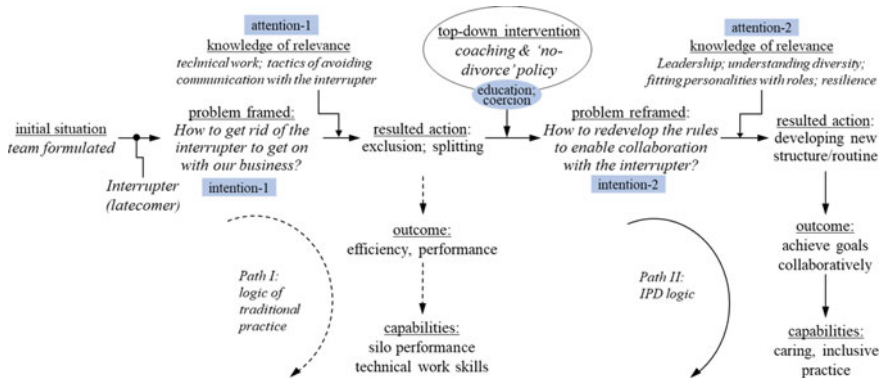 attention-1
knowledge of relevance
technical work; tactics of avoiding
communication with the interrupter
top-down intervention
coaching & ‘no-
divorce’ policy
education;
coercion
attention-2
knowledge of relevance
Leadership; understanding diversity;
fitting personalities with roles; resilience
initial situation
team formulated
Interrupter
(latecomer)
problem framed:
How to get rid of the
interrupter to get on
with our business?
intention-1
resulted action:
exclusion; splitting
problem reframed:
How to redevelop the rules
to enable collaboration
with the interrupter?
intention-2
resulted action:
developing new
structure/routine
Path I:
logic of
traditional
practice
outcome:
efficiency, performance
capabilities:
silo performance
technical work skills
Path II:
IPD logic
outcome:
achieve goals
collaboratively
capabilities:
caring, inclusive
practice